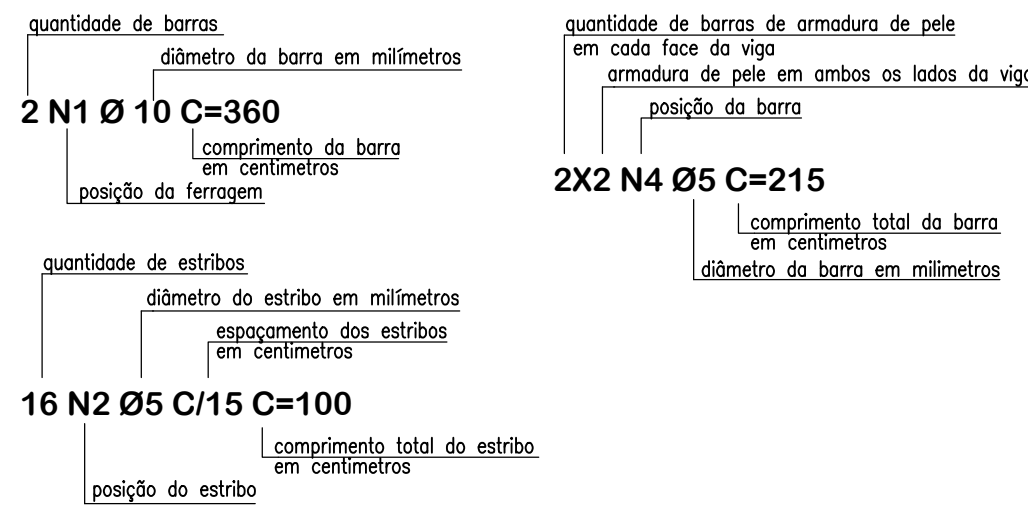 quantidade de barras
diâmetro da barra em milímetros
2 N1 Ø 10 C=360
comprimento da barra
em centimetros
posição da ferragem
quantidade de barras de armadura de pele
em cada face da viga
armadura de pele em ambos os lados da viga
posição da barra
2X2 N4 Ø5 C=215
comprimento total da barra
em centimetros
diâmetro da barra em milimetros
quantidade de estribos
diâmetro do estribo em milímetros
espaçamento dos estribos
em centimetros
16 N2 Ø5 C/15 C=100
comprimento total do estribo
em centimetros
posição do estribo